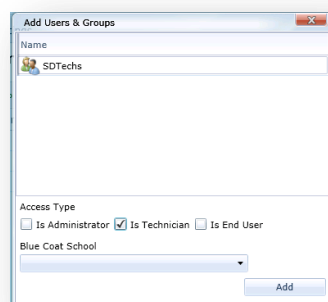 Add Users & Groups
Name
SDTechs
Access Type
Is Administrator Is Technician Is End User
Blue Coat School
Add